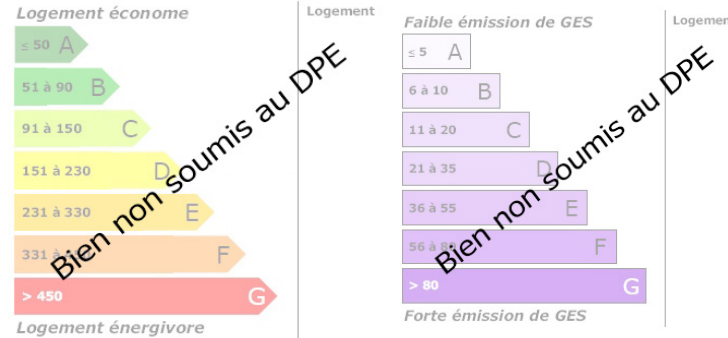 Logement économe
Logement
≤ 50 A
51 à 90 B
91 à 150 C
151 à 230 D
231 à 330 E
331 à F
> 450 G
Logement énergivore
Bien non soumis au DPE
Faible émission de GES
Logemen
≤ 5 A
6 à 10 B
11 à 20 C
21 à 35 D
36 à 55 E
56 à 80 F
> 80 G
Forte émission de GES
Bien non soumis au DPE